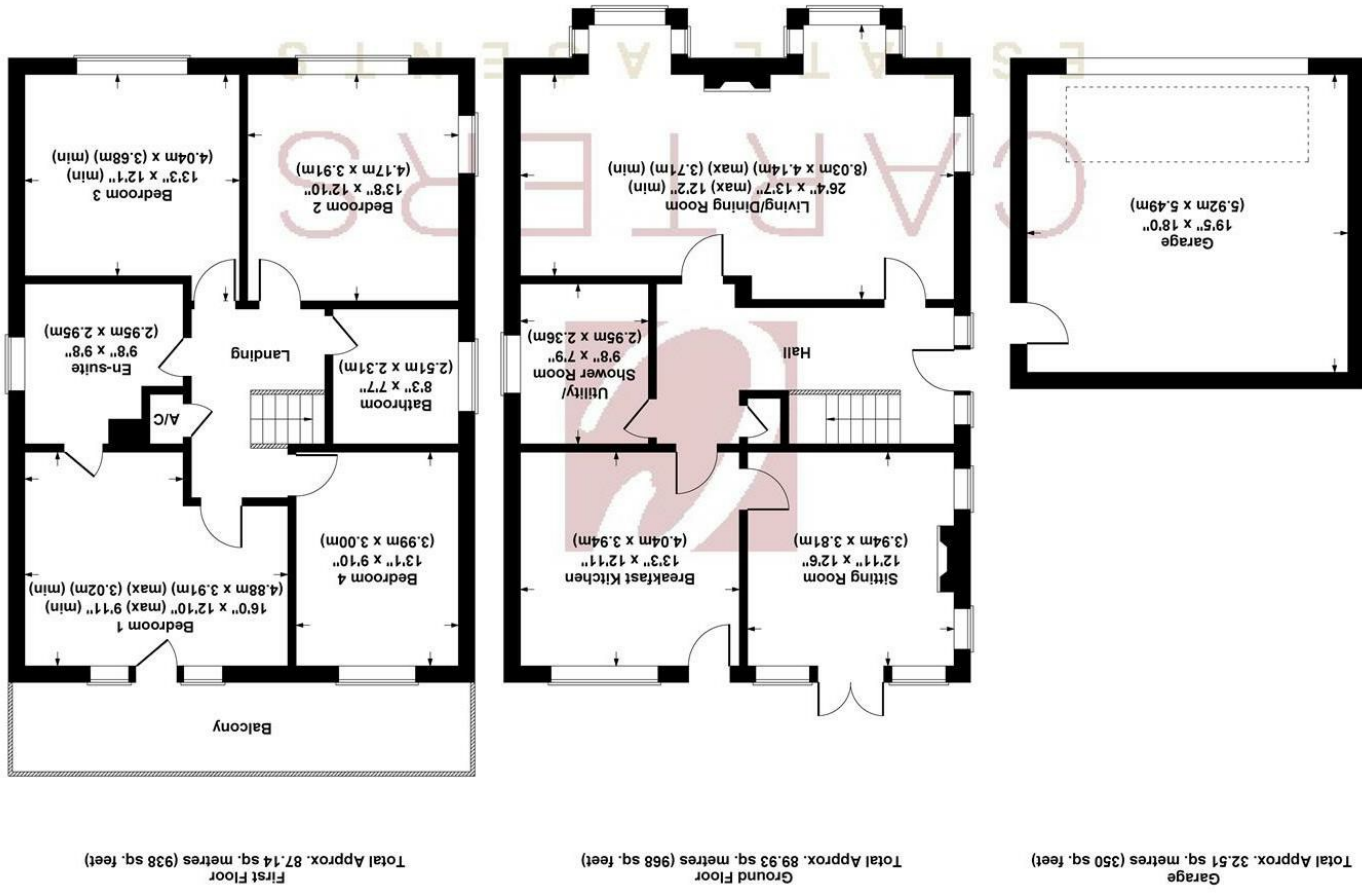 Garage
Total Approx. 32.51 sq. metres (350 sq. feet)
Garage
19'5" x 18'0"
(5.92m x 5.49m)
Ground Floor
Total Approx. 89.93 sq. metres (968 sq. feet)
Sitting Room
12'11" x 12'6"
(3.94m x 3.81m)
Breakfast Kitchen
13'3" x 12'11"
(4.04m x 3.94m)
Hall
Utility/
Shower Room
9'8" x 7'9"
(2.95m x 2.36m)
Living/Dining Room
26'4" x 13'7" (max) 12'2" (min)
(8.03m x 4.14m) (max) (3.71m) (min)
First Floor
Total Approx. 87.14 sq. metres (938 sq. feet)
Balcony
Bedroom 4
13'1" x 9'10"
(3.99m x 3.00m)
Bedroom 1
16'0" x 12'10" (max) 9'11" (min)
(4.88m x 3.91m) (max) (3.02m) (min)
Bathroom
8'3" x 7'7"
(2.51m x 2.31m)
A/C
Landing
En-suite
9'8" x 9'8"
(2.95m x 2.95m)
Bedroom 2
13'8" x 12'10"
(4.17m x 3.91m)
Bedroom 3
13'3" x 12'1" (min)
(4.04m x (3.68m) (min)
CARTERS
ESTATE AGENTS